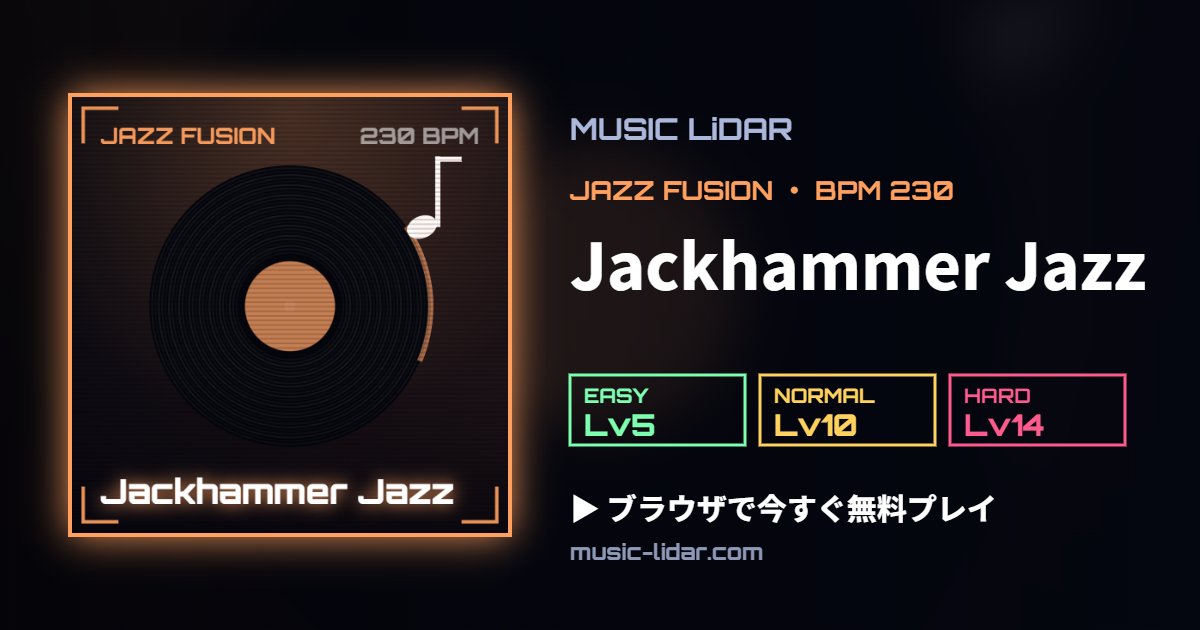 JAZZ FUSION 230 BPM
Jackhammer Jazz
MUSIC LiDAR
JAZZ FUSION • BPM 230
Jackhammer Jazz
EASY NORMAL HARD
Lv5 Lv10 Lv14
▶ ブラウザで今すぐ無料プレイ
music-lidar.com